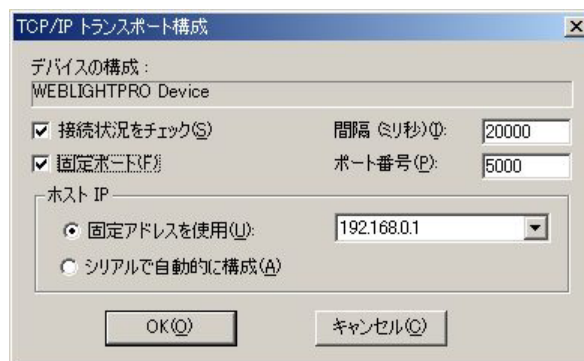 TCP/IP トランスポート構成
デバイスの構成：
WEBLIGHTPRO Device
接続状況をチェック(S)
間隔（ミリ秒）(I):
20000
固定ポート(F)
ポート番号(P):
5000
ホスト IP
固定アドレスを使用(U):
192.168.0.1
シリアルで自動的に構成(A)
OK(O)
キャンセル(C)